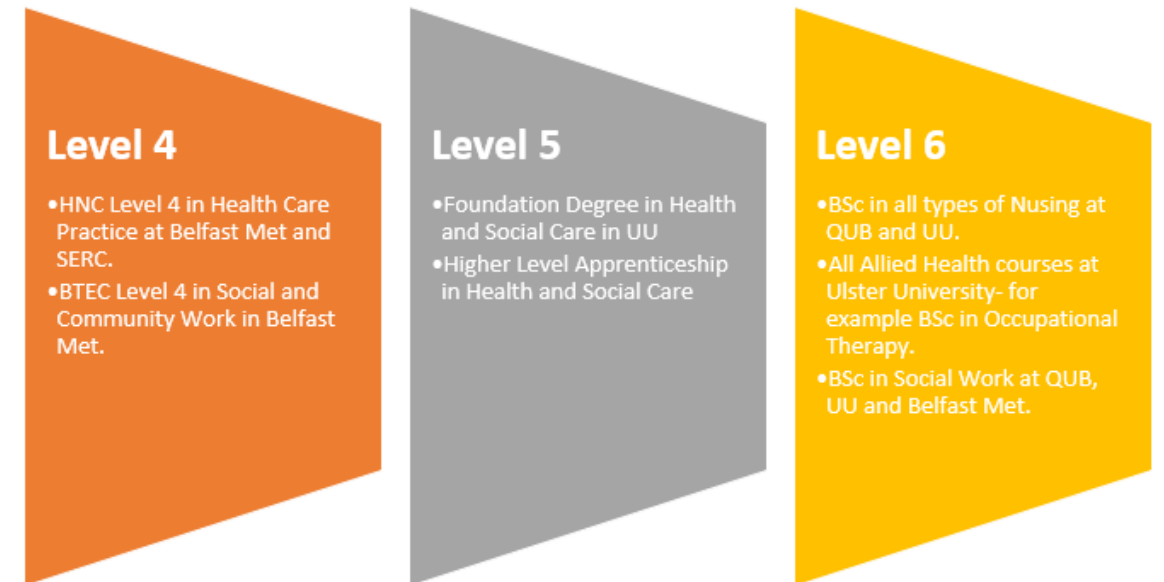 Level 4
•HNC Level 4 in Health Care
Practice at Belfast Met and
SERC.
•BTEC Level 4 in Social and
Community Work in Belfast
Met.
Level 5
•Foundation Degree in Health
and Social Care in UU
•Higher Level Apprenticeship
in Health and Social Care
Level 6
•BSc in all types of Nusing at
QUB and UU.
•All Allied Health courses at
Ulster University- for
example BSc in Occupational
Therapy.
•BSc in Social Work at QUB,
UU and Belfast Met.